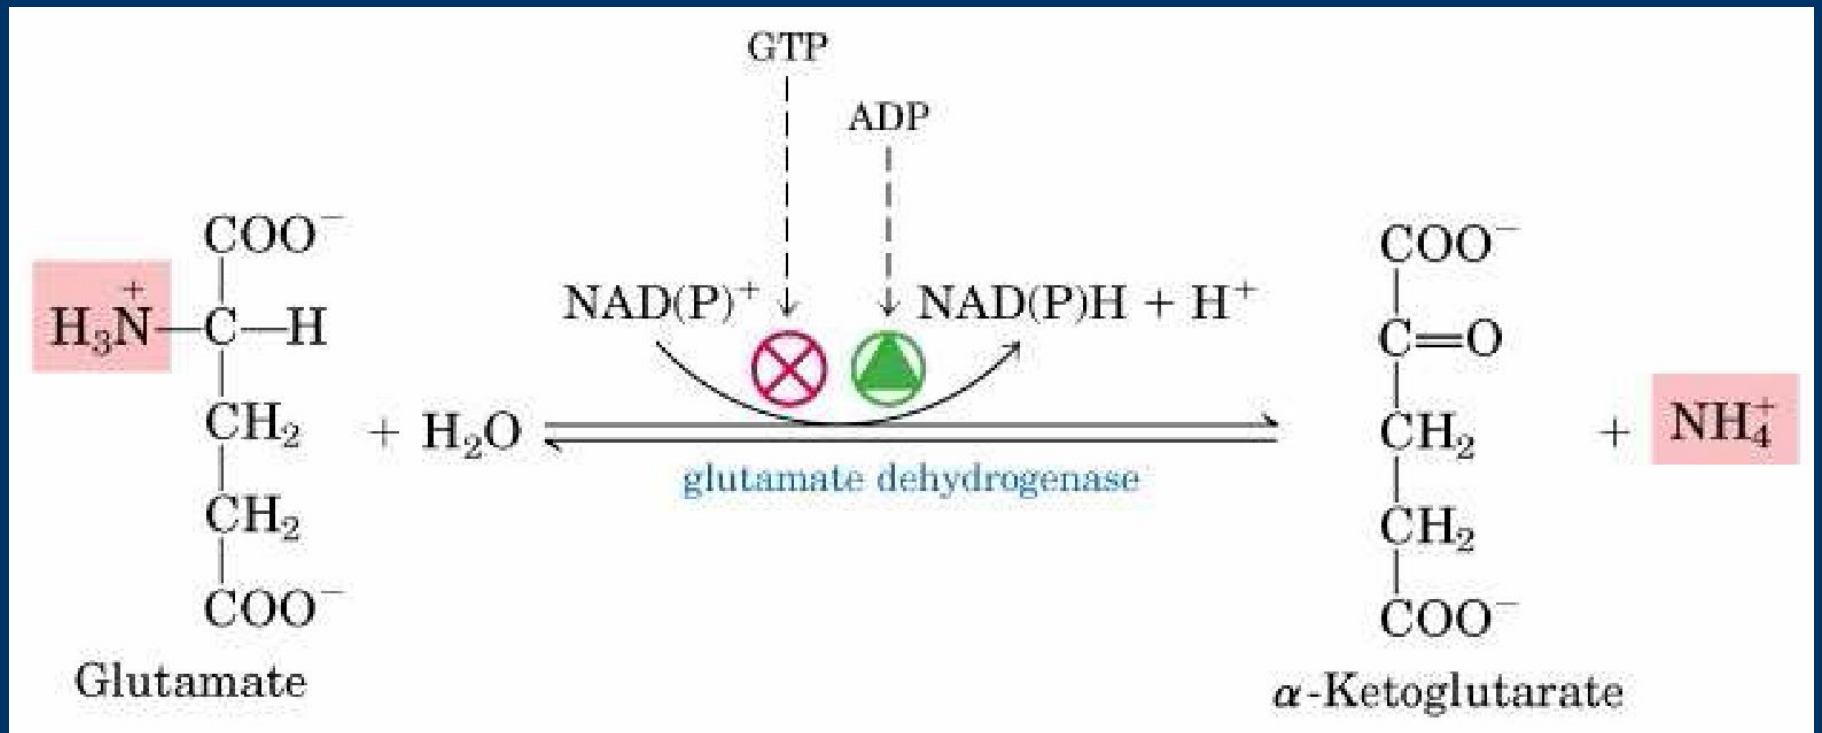 GTP
ADP
NAD(P)⁺
NAD(P)H + H⁺
COO⁻
H₃N⁺—C—H
CH₂
CH₂
COO⁻
Glutamate
+ H₂O
glutamate dehydrogenase
COO⁻
C=O
CH₂
CH₂
COO⁻
α-Ketoglutarate
+ NH₄⁺